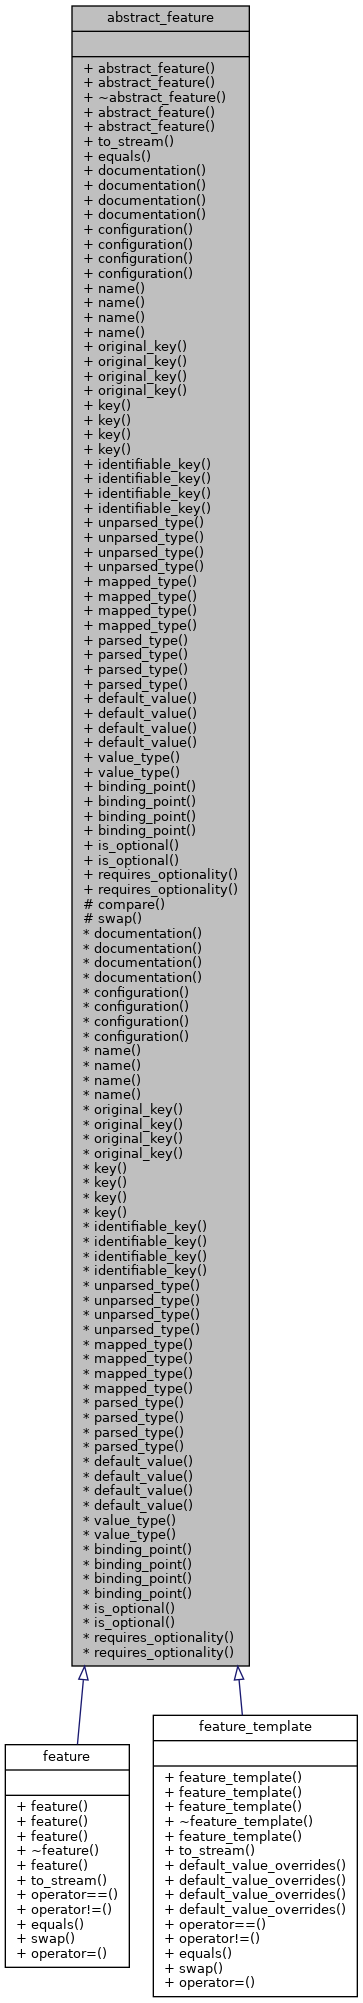 abstract_feature
+ abstract_feature()
+ abstract_feature()
+ ~abstract_feature()
+ abstract_feature()
+ abstract_feature()
+ to_stream()
+ equals()
+ documentation()
+ documentation()
+ documentation()
+ documentation()
+ configuration()
+ configuration()
+ configuration()
+ configuration()
+ name()
+ name()
+ name()
+ name()
+ original_key()
+ original_key()
+ original_key()
+ original_key()
+ key()
+ key()
+ key()
+ key()
+ identifiable_key()
+ identifiable_key()
+ identifiable_key()
+ identifiable_key()
+ unparsed_type()
+ unparsed_type()
+ unparsed_type()
+ unparsed_type()
+ mapped_type()
+ mapped_type()
+ mapped_type()
+ mapped_type()
+ parsed_type()
+ parsed_type()
+ parsed_type()
+ parsed_type()
+ default_value()
+ default_value()
+ default_value()
+ default_value()
+ value_type()
+ value_type()
+ binding_point()
+ binding_point()
+ binding_point()
+ binding_point()
+ is_optional()
+ is_optional()
+ requires_optionality()
+ requires_optionality()
# compare()
# swap()
* documentation()
* documentation()
* documentation()
* documentation()
* configuration()
* configuration()
* configuration()
* configuration()
* name()
* name()
* name()
* name()
* original_key()
* original_key()
* original_key()
* original_key()
* key()
* key()
* key()
* key()
* identifiable_key()
* identifiable_key()
* identifiable_key()
* identifiable_key()
* unparsed_type()
* unparsed_type()
* unparsed_type()
* unparsed_type()
* mapped_type()
* mapped_type()
* mapped_type()
* mapped_type()
* parsed_type()
* parsed_type()
* parsed_type()
* parsed_type()
* default_value()
* default_value()
* default_value()
* default_value()
* value_type()
* value_type()
* binding_point()
* binding_point()
* binding_point()
* binding_point()
* is_optional()
* is_optional()
* requires_optionality()
* requires_optionality()
feature
+ feature()
+ feature()
+ feature()
+ ~feature()
+ feature()
+ to_stream()
+ operator==()
+ operator!=()
+ equals()
+ swap()
+ operator=()
feature_template
+ feature_template()
+ feature_template()
+ feature_template()
+ ~feature_template()
+ feature_template()
+ to_stream()
+ default_value_overrides()
+ default_value_overrides()
+ default_value_overrides()
+ default_value_overrides()
+ operator==()
+ operator!=()
+ equals()
+ swap()
+ operator=()